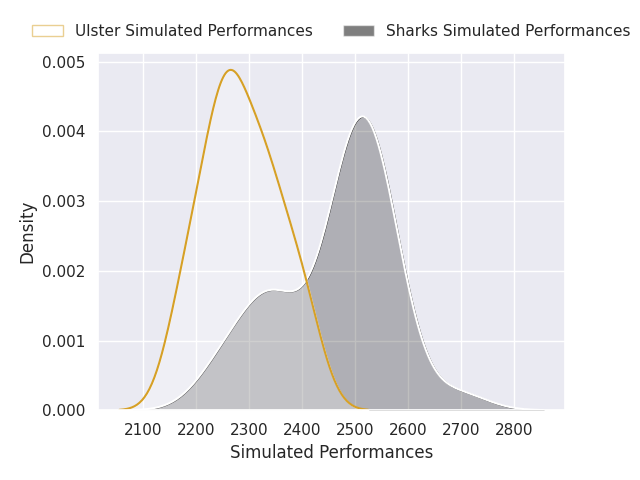 Ulster Simulated Performances Sharks Simulated Performances
0.005
0.004
0.003
0.002
0.001
0.000
Density
2100 2200 2300 2400 2500 2600 2700 2800
Simulated Performances